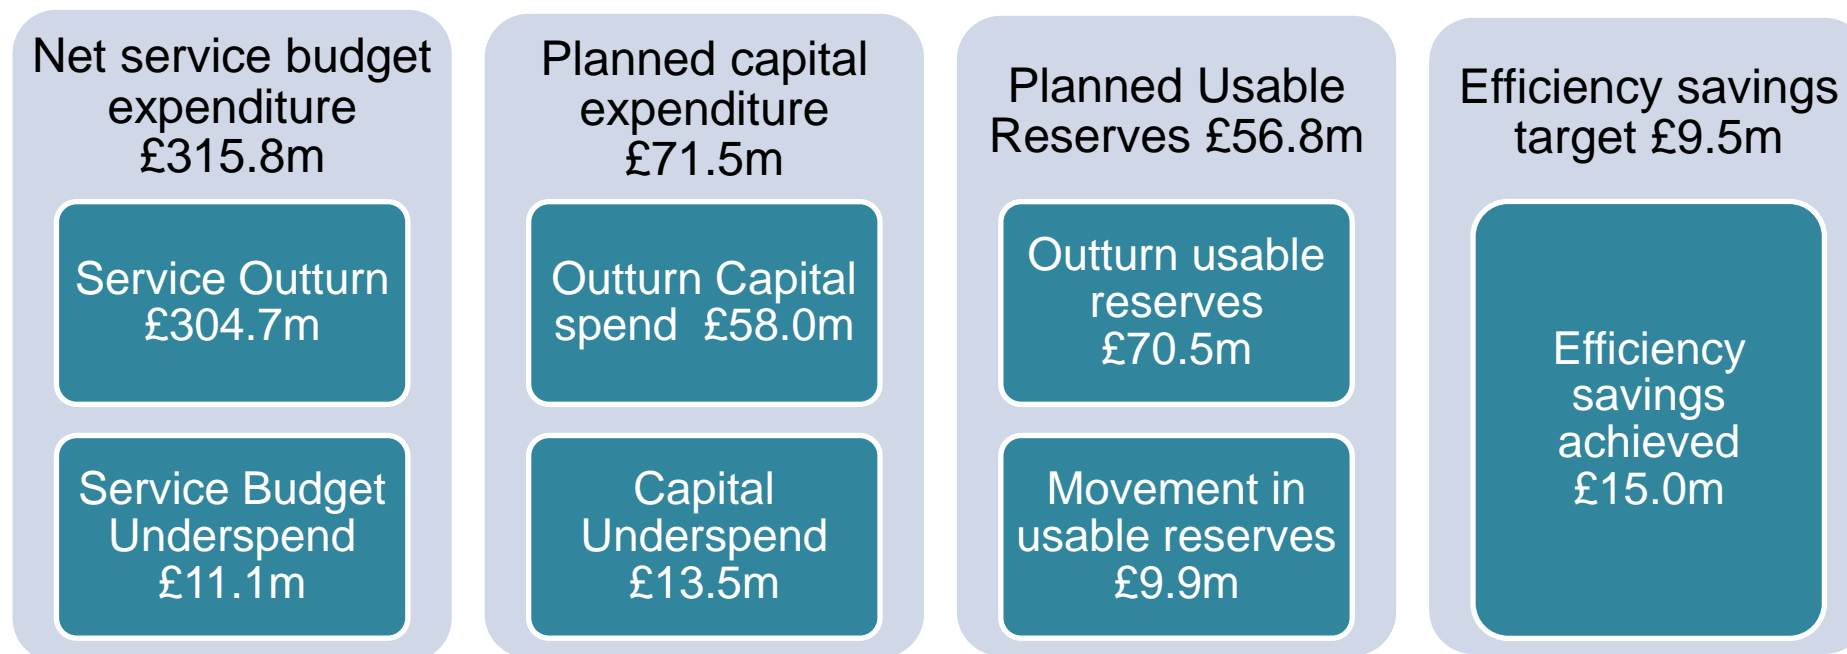 Net service budget
expenditure
£315.8m
Service Outturn
£304.7m
Service Budget
Underspend
£11.1m
Planned capital
expenditure
£71.5m
Outturn Capital
spend  £58.0m
Capital
Underspend
£13.5m
Planned Usable
Reserves £56.8m
Outturn usable
reserves
£70.5m
Movement in
usable reserves
£9.9m
Efficiency savings
target £9.5m
Efficiency
savings
achieved
£15.0m